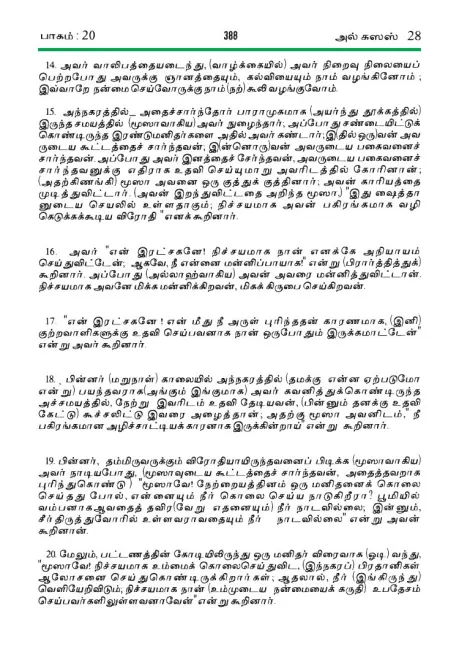 பாகம் : 20 388 அல் கஸஸ் 28
14. அவர் வாலிபத்தையடைந்து, (வாழ்க்கையில்) அவர் நிறைவு நிலையைப்
பெற்றபோது அவருக்கு ஞானத்தையும், கல்வியையும் நாம் வழங்கினோம் ;
இவ்வாறே நன்மை செய்வோருக்கு நாம் (நற்) கூலி வழங்குவோம்.
15. அந்நகரத்தில் அதைச்சார்ந்தோர் பாராமுகமாக (அயர்ந்து தூக்கத்தில்)
இருந்த சமயத்தில் (மூஸாவாகிய) அவர் நுழைந்தார்; அப்போது சண்டையிட்டுக்
கொண்டிருந்த இரண்டுமனிதர்களை அதில் அவர் கண்டார்; இ(தில் ஒரு)வன் அவ
ருடைய கூட்டத்தைச் சார்ந்தவன்; இ(ன்னொரு)வன் அவருடைய பகைவனைச்
சார்ந்தவன். அப்போது அவர் இனத்தைச் சேர்ந்தவன், அவருடைய பகைவனைச்
சார்ந்தவனுக்கு எதிராக உதவி செய்யுமாறு அவரிடத்தில் கோரினான்;
(அதற்கிணங்கி) மூஸா அவனை ஒரு குத்துக் குத்தினார்; அவன் காரியத்தை
முடித்துவிட்டார். (அவன் இறந்துவிட்டதை அறிந்த மூஸா,) "இது ஷைத்தா
னுடைய செயலில் உள்ளதாகும்; நிச்சயமாக அவன் பகிரங்கமாக வழி
கெடுக்கக்கூடிய விரோதி" எனக்கூறினார்.
16. அவர் "என் இரட்சகனே! நிச்சயமாக நான் எனக்கே அநியாயம்
செய்துவிட்டேன்; ஆகவே, நீ என்னை மன்னிப்பாயாக!" என்று (பிரார்த்தித்துக்)
கூறினார். அப்போது (அல்லாஹ்வாகிய) அவன் அவரை மன்னித்துவிட்டான்.
நிச்சயமாக அவனே மிக்க மன்னிக்கிறவன், மிகக் கிருபை செய்கிறவன்.
17. "என் இரட்சகனே ! என் மீது நீ அருள் புரிந்ததன் காரணமாக, (இனி)
குற்றவாளிகளுக்கு உதவி செய்பவனாக நான் ஒருபோதும் இருக்கமாட்டேன்"
என்று அவர் கூறினார்.
18. பின்னர் (மறுநாள்) காலையில் அந்நகரத்தில் (தமக்கு என்ன ஏற்படுமோ
என்று) பயந்தவராக(அங்கும் இங்குமாக) அவர் கவனித்துக்கொண்டிருந்த
அச்சமயத்தில், நேற்று இவரிடம் உதவி தேடியவன், (பின்னும் தனக்கு உதவி
கேட்டு) கூச்சலிட்டு இவரை அழைத்தான்; அதற்கு மூஸா அவனிடம்," நீ
பகிரங்கமான அழிச்சாட்டியக்காரனாக இருக்கின்றாய்" என்று கூறினார்.
19. பின்னர், தம்மிருவருக்கும் விரோதியாயிருந்தவனைப் பிடிக்க (மூஸாவாகிய)
அவர் நாடியபோது, (மூஸாவுடைய கூட்டத்தைச் சார்ந்தவன், அதைத்தவறாக
புரிந்துகொண்டு) "மூஸாவே! நேற்றையத்தினம் ஒரு மனிதனைக் கொலை
செய்தது போல், என்னையும் நீர் கொலை செய்ய நாடுகிறீரா? பூமியில்
வம்பனாகஆவதைத் தவிர(வேறு எதனையும்) நீர் நாடவில்லை; இன்னும்,
சீர்திருத்துவோரில் உள்ளவராவதையும் நீர் நாடவில்லை" என்று அவன்
கூறினான்.
20. மேலும், பட்டணத்தின் கோடியிலிருந்து ஒரு மனிதர் விரைவாக (ஓடி) வந்து,
"மூஸாவே! நிச்சயமாக உம்மைக் கொலைசெய்துவிட, (இந்நகரப்) பிரதானிகள்
ஆலோசனை செய்துகொண்டிருக்கிறார்கள் ; ஆதலால், நீர் (இங்கிருந்து)
வெளியேறிவிடும்; நிச்சயமாக நான் (உம்முடைய நன்மையைக் கருதி) உபதேசம்
செய்பவர்களிலுள்ளவனாவேன்" என்று கூறினார்.